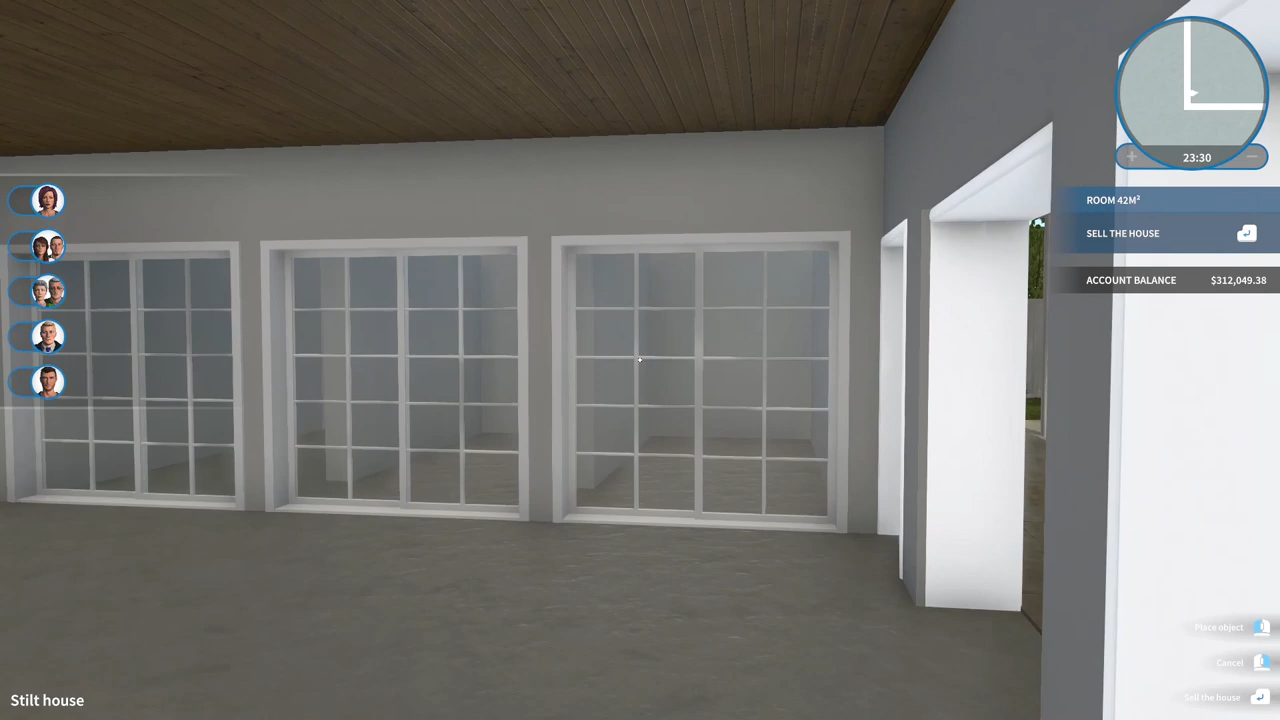 23:30
ROOM 42M²
SELL THE HOUSE
ACCOUNT BALANCE $312,049.38
Place object
Cancel
Sell the house
Stilt house